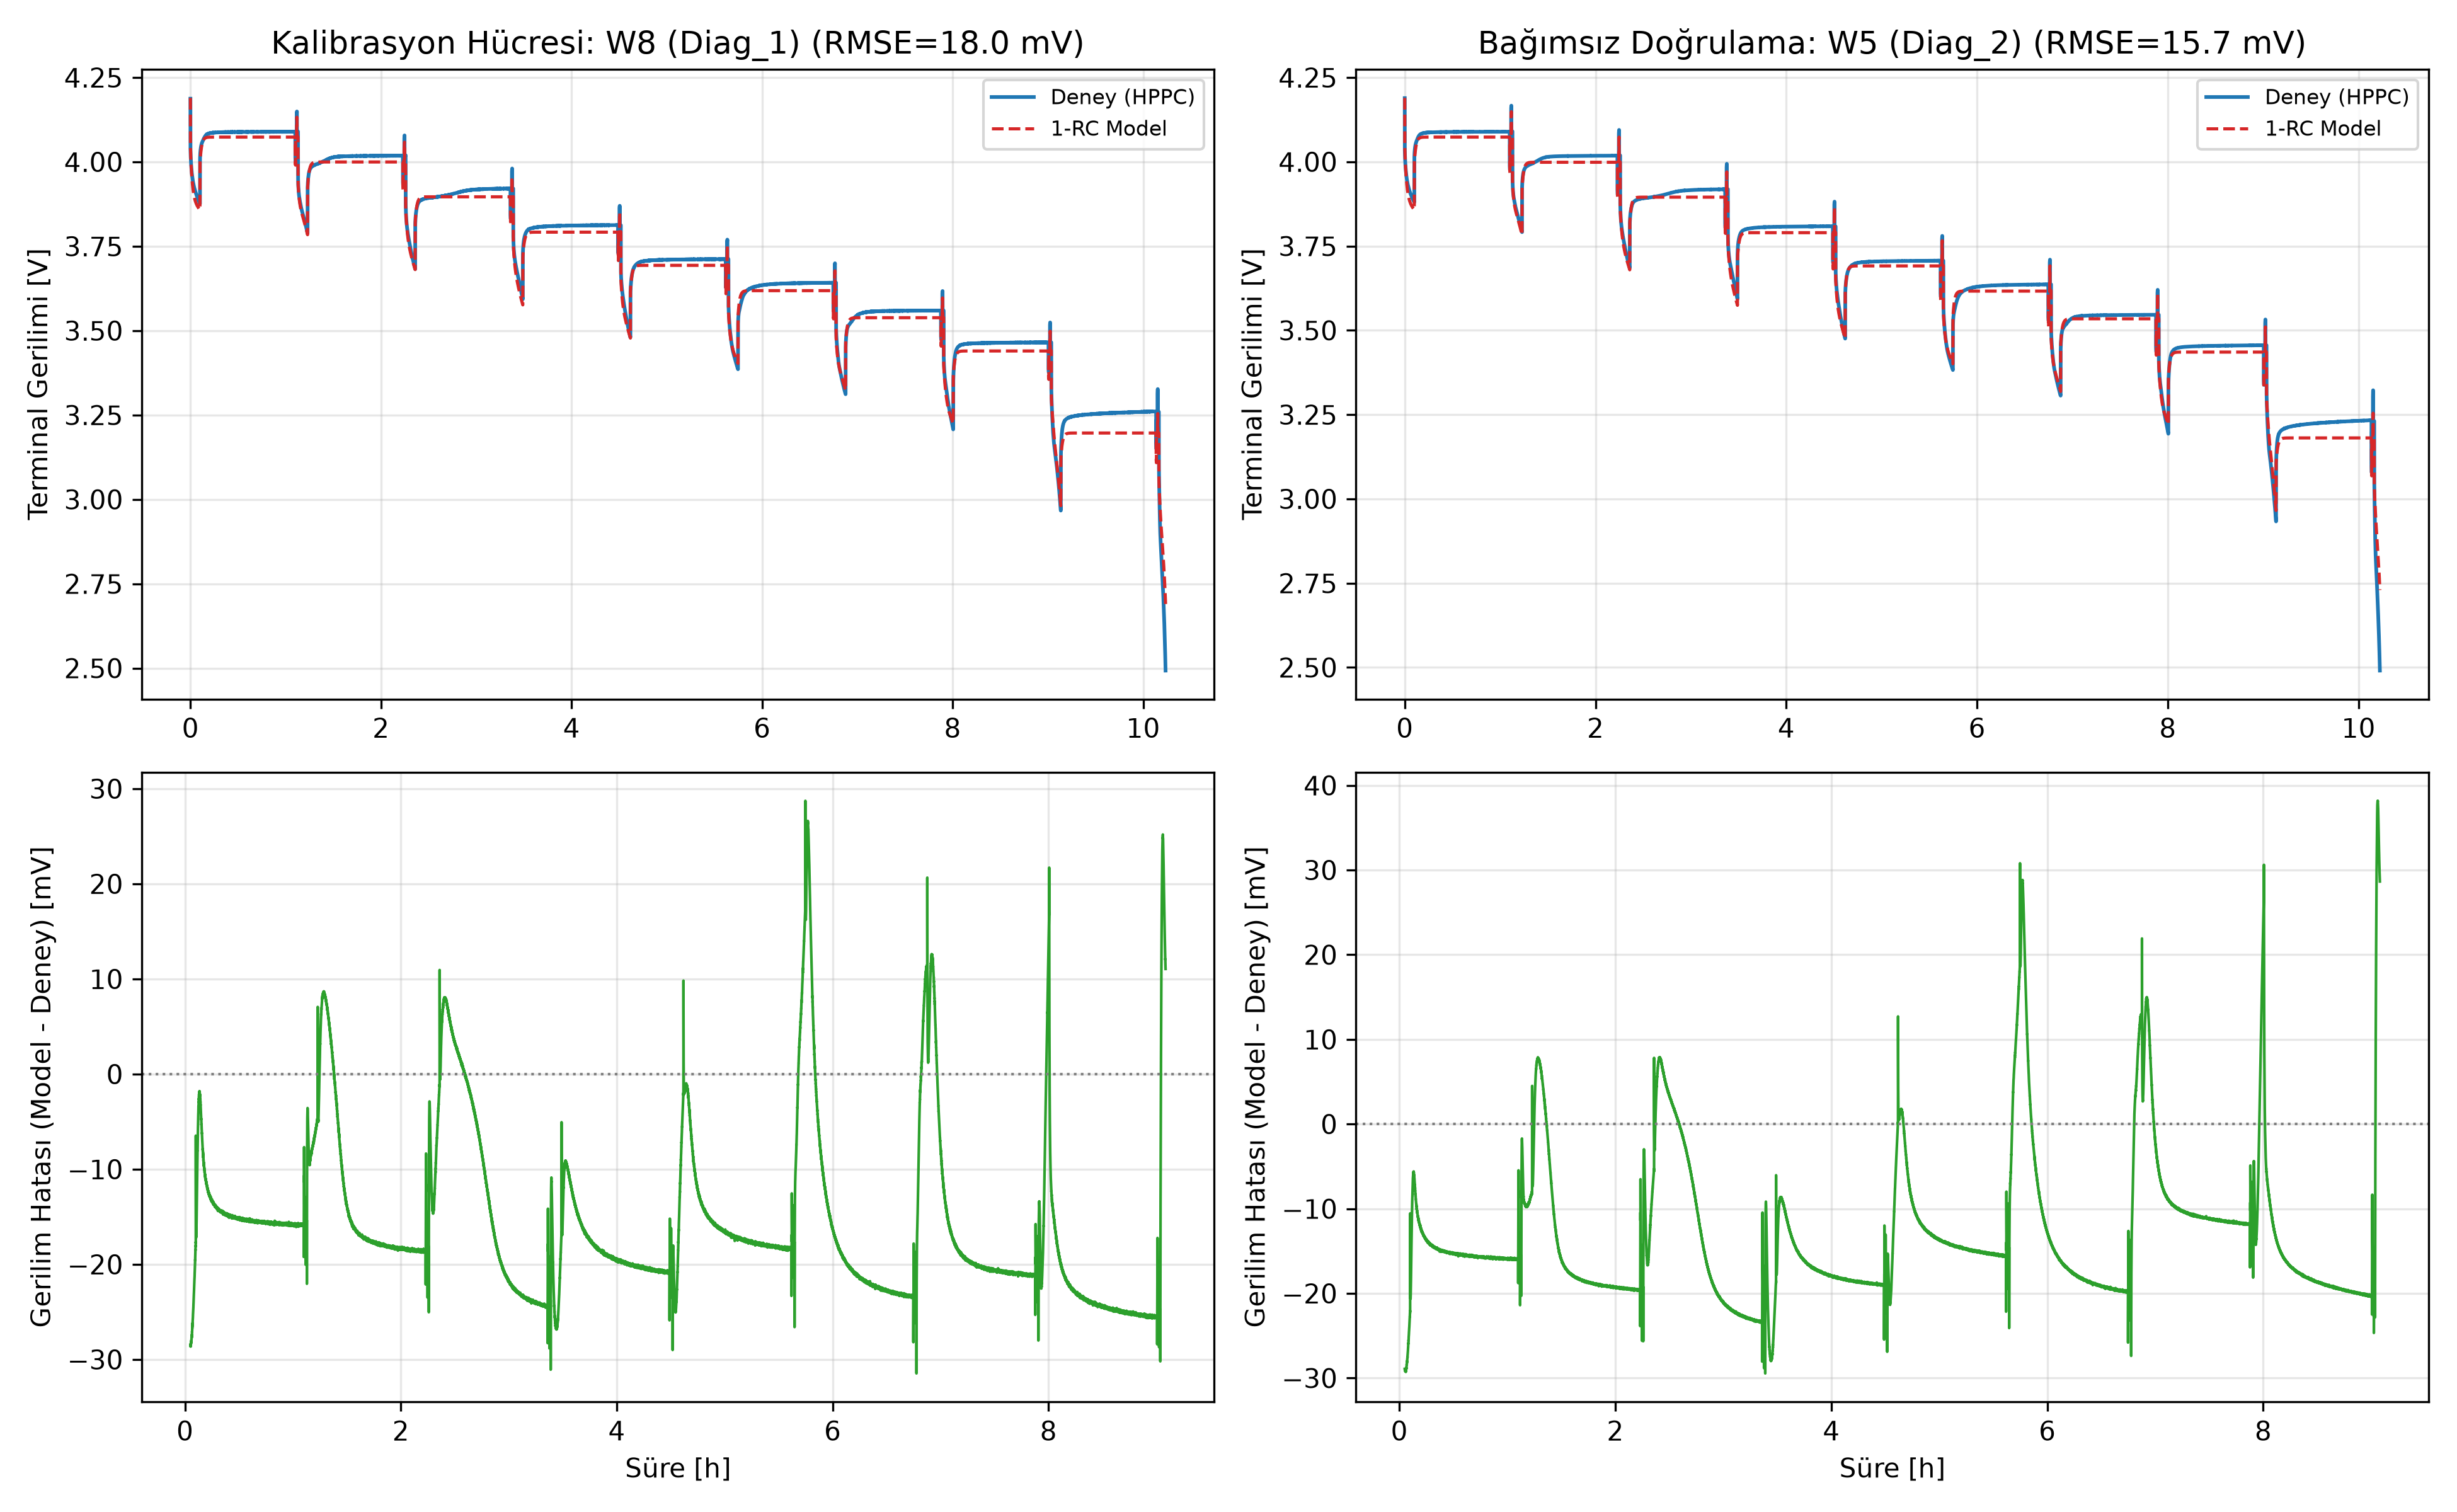 Kalibrasyon Hücresi: W8 (Diag_1) (RMSE=18.0 mV)
Terminal Gerilimi [V]
4.25
4.00
3.75
3.50
3.25
3.00
2.75
2.50
Deney (HPPC)
1-RC Model
0 2 4 6 8 10
Bağımsız Doğrulama: W5 (Diag_2) (RMSE=15.7 mV)
Terminal Gerilimi [V]
4.25
4.00
3.75
3.50
3.25
3.00
2.75
2.50
Deney (HPPC)
1-RC Model
0 2 4 6 8 10
Gerilim Hatası (Model - Deney) [mV]
30
20
10
0
−10
−20
−30
0 2 4 6 8
Süre [h]
Gerilim Hatası (Model - Deney) [mV]
40
30
20
10
0
−10
−20
−30
0 2 4 6 8
Süre [h]